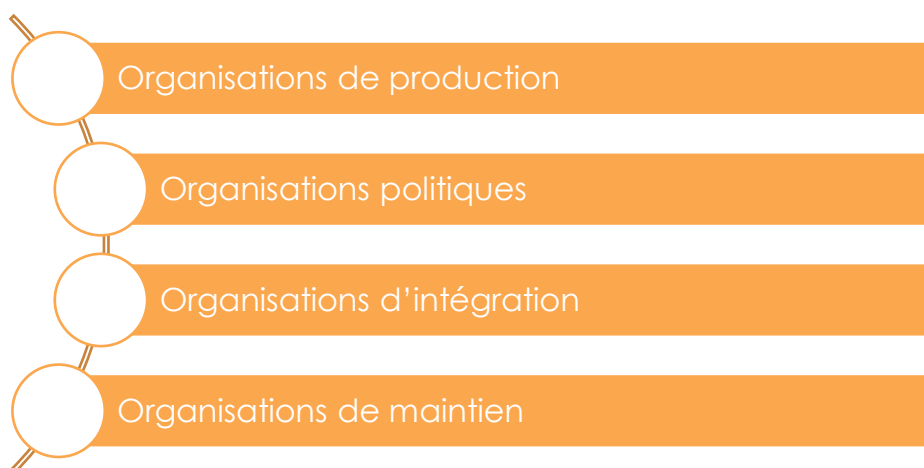 Organisations de production
Organisations politiques
Organisations d’intégration
Organisations de maintien